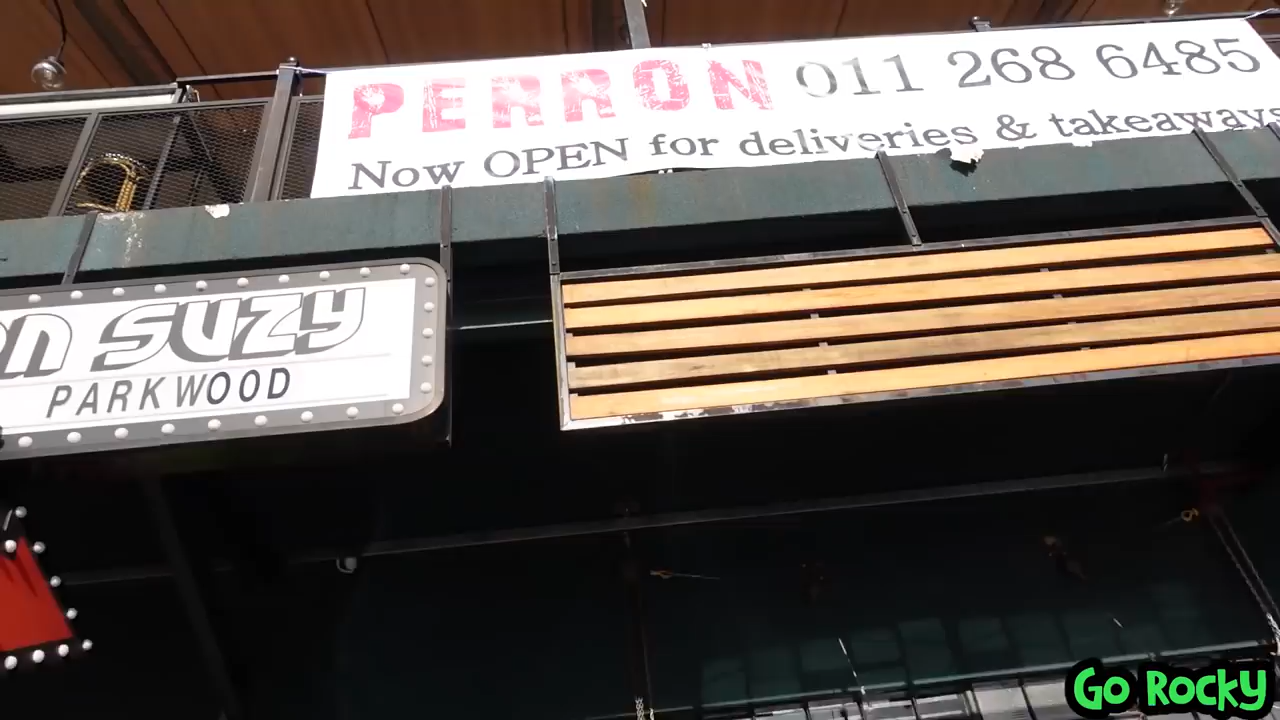 PERRON 011 268 6485
Now OPEN for deliveries & takeaways
SUZY
PARKWOOD
Go Rocky